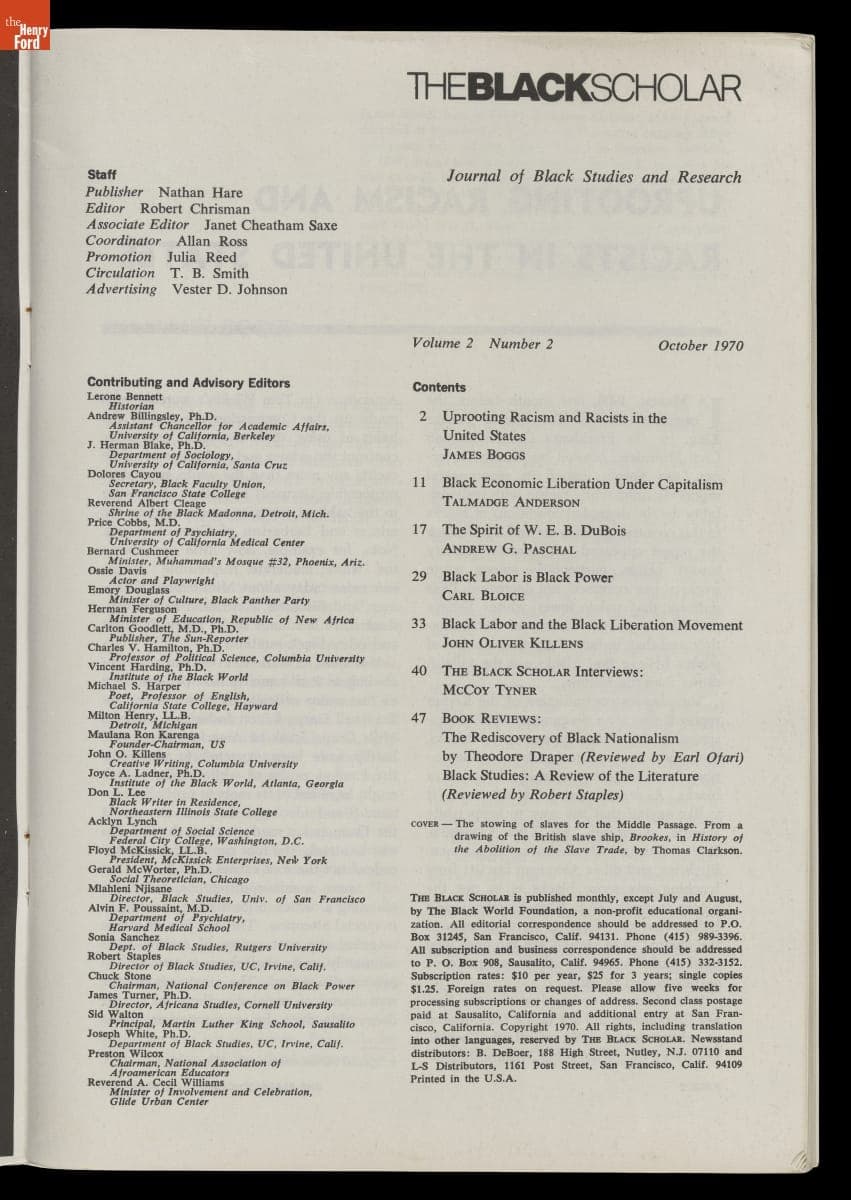 the
Henry
Ford
THEBLACKSCHOLAR
Staff
Publisher Nathan Hare
Editor Robert Chrisman
Associate Editor Janet Cheatham Saxe
Coordinator Allan Ross
Promotion Julia Reed
Circulation T. B. Smith
Advertising Vester D. Johnson
Journal of Black Studies and Research
Volume 2 Number 2 October 1970
Contributing and Advisory Editors
Lerone Bennett
Historian
Andrew Billingsley, Ph.D.
Assistant Chancellor for Academic Affairs,
University of California, Berkeley
J. Herman Blake, Ph.D.
Department of Sociology,
University of California, Santa Cruz
Dolores Cayou
Secretary, Black Faculty Union,
San Francisco State College
Reverend Albert Cleage
Shrine of the Black Madonna, Detroit, Mich.
Price Cobbs, M.D.
Department of Psychiatry,
University of California Medical Center
Bernard Cushmeer
Minister, Muhammad's Mosque #32, Phoenix, Ariz.
Ossie Davis
Actor and Playwright
Emory Douglass
Minister of Culture, Black Panther Party
Herman Ferguson
Minister of Education, Republic of New Africa
Carlton Goodlett, M.D., Ph.D.
Publisher, The Sun-Reporter
Charles V. Hamilton, Ph.D.
Professor of Political Science, Columbia University
Vincent Harding, Ph.D.
Institute of the Black World
Michael S. Harper
Poet, Professor of English,
California State College, Hayward
Milton Henry, LL.B.
Detroit, Michigan
Maulana Ron Karenga
Founder-Chairman, US
John O. Killens
Creative Writing, Columbia University
Joyce A. Ladner, Ph.D.
Institute of the Black World, Atlanta, Georgia
Don L. Lee
Black Writer in Residence,
Northeastern Illinois State College
Acklyn Lynch
Department of Social Science
Federal City College, Washington, D.C.
Floyd McKissick, LL.B.
President, McKissick Enterprises, New York
Gerald McWorter, Ph.D.
Social Theoretician, Chicago
Mlahleni Njisane
Director, Black Studies, Univ. of San Francisco
Alvin F. Poussaint, M.D.
Department of Psychiatry,
Harvard Medical School
Sonia Sanchez
Dept. of Black Studies, Rutgers University
Robert Staples
Director of Black Studies, UC, Irvine, Calif.
Chuck Stone
Chairman, National Conference on Black Power
James Turner, Ph.D.
Director, Africana Studies, Cornell University
Sid Walton
Principal, Martin Luther King School, Sausalito
Joseph White, Ph.D.
Department of Black Studies, UC, Irvine, Calif.
Preston Wilcox
Chairman, National Association of
Afroamerican Educators
Reverend A. Cecil Williams
Minister of Involvement and Celebration,
Glide Urban Center
Contents
2 Uprooting Racism and Racists in the
United States
JAMES BOGGS
11 Black Economic Liberation Under Capitalism
TALMADGE ANDERSON
17 The Spirit of W. E. B. DuBois
ANDREW G. PASCHAL
29 Black Labor is Black Power
CARL BLOICE
33 Black Labor and the Black Liberation Movement
JOHN OLIVER KILLENS
40 THE BLACK SCHOLAR Interviews:
MCCOY TYNER
47 BOOK REVIEWS:
The Rediscovery of Black Nationalism
by Theodore Draper (Reviewed by Earl Ofari)
Black Studies: A Review of the Literature
(Reviewed by Robert Staples)
COVER — The stowing of slaves for the Middle Passage. From a
drawing of the British slave ship, Brookes, in History of
the Abolition of the Slave Trade, by Thomas Clarkson.
THE BLACK SCHOLAR is published monthly, except July and August,
by The Black World Foundation, a non-profit educational organi-
zation. All editorial correspondence should be addressed to P.O.
Box 31245, San Francisco, Calif. 94131. Phone (415) 989-3396.
All subscription and business correspondence should be addressed
to P. O. Box 908, Sausalito, Calif. 94965. Phone (415) 332-3152.
Subscription rates: $10 per year, $25 for 3 years; single copies
$1.25. Foreign rates on request. Please allow five weeks for
processing subscriptions or changes of address. Second class postage
paid at Sausalito, California and additional entry at San Fran-
cisco, California. Copyright 1970. All rights, including translation
into other languages, reserved by THE BLACK SCHOLAR. Newsstand
distributors: B. DeBoer, 188 High Street, Nutley, N.J. 07110 and
L-S Distributors, 1161 Post Street, San Francisco, Calif. 94109
Printed in the U.S.A.